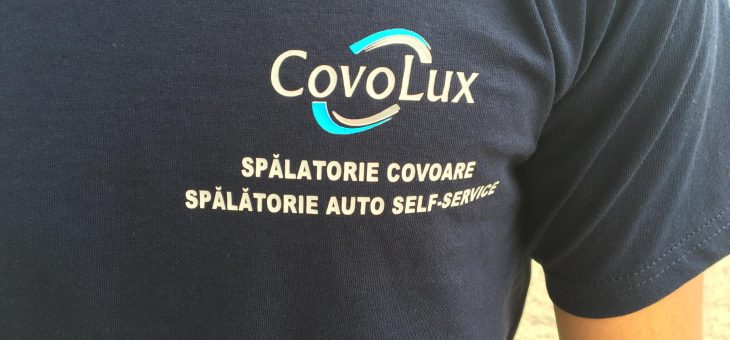 CovoLux
SPĂLATORIE COVOARE
SPĂLĂTORIE AUTO SELF-SERVICE